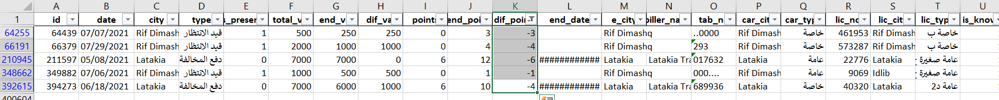 A B C D E F G H I J K L M N O P Q R S T U
1 id date city type s_presen total_v end_v dif_va points end_poi dif_poin end_date e_city biller_na tab_n car_cit car_typ lic_no lic_cit lic_typ is_know
64255 64439 07/07/2021 Rif Dimash قيد الانتظار 1 500 250 250 0 3 -3 Rif Dimashq ..0000 Rif Dimash خاصة 461953 Rif Dimash خاصة ب
66191 66379 07/29/2021 Rif Dimash قيد الانتظار 1 2000 1000 1000 0 4 -4 Rif Dimashq 293 Rif Dimash خاصة 573287 Rif Dimash خاصة ب
210945 211597 05/08/2021 Latakia دفع المخالفة 0 7000 7000 0 6 12 -6 ############ Latakia Latakia Tra 017632 Latakia عامة 22776 Latakia عامة صغيرة
348662 349882 07/06/2021 Rif Dimash قيد الانتظار 1 1000 500 500 0 1 -1 Rif Dimashq 000.... Rif Dimash عامة 9069 Idlib عامة صغيرة
392615 394273 06/18/2021 Latakia دفع المخالفة 0 7000 6000 1000 6 10 -4 ############ Latakia Latakia Tra 689936 Latakia خاصة 40320 Latakia عامة د2
400604